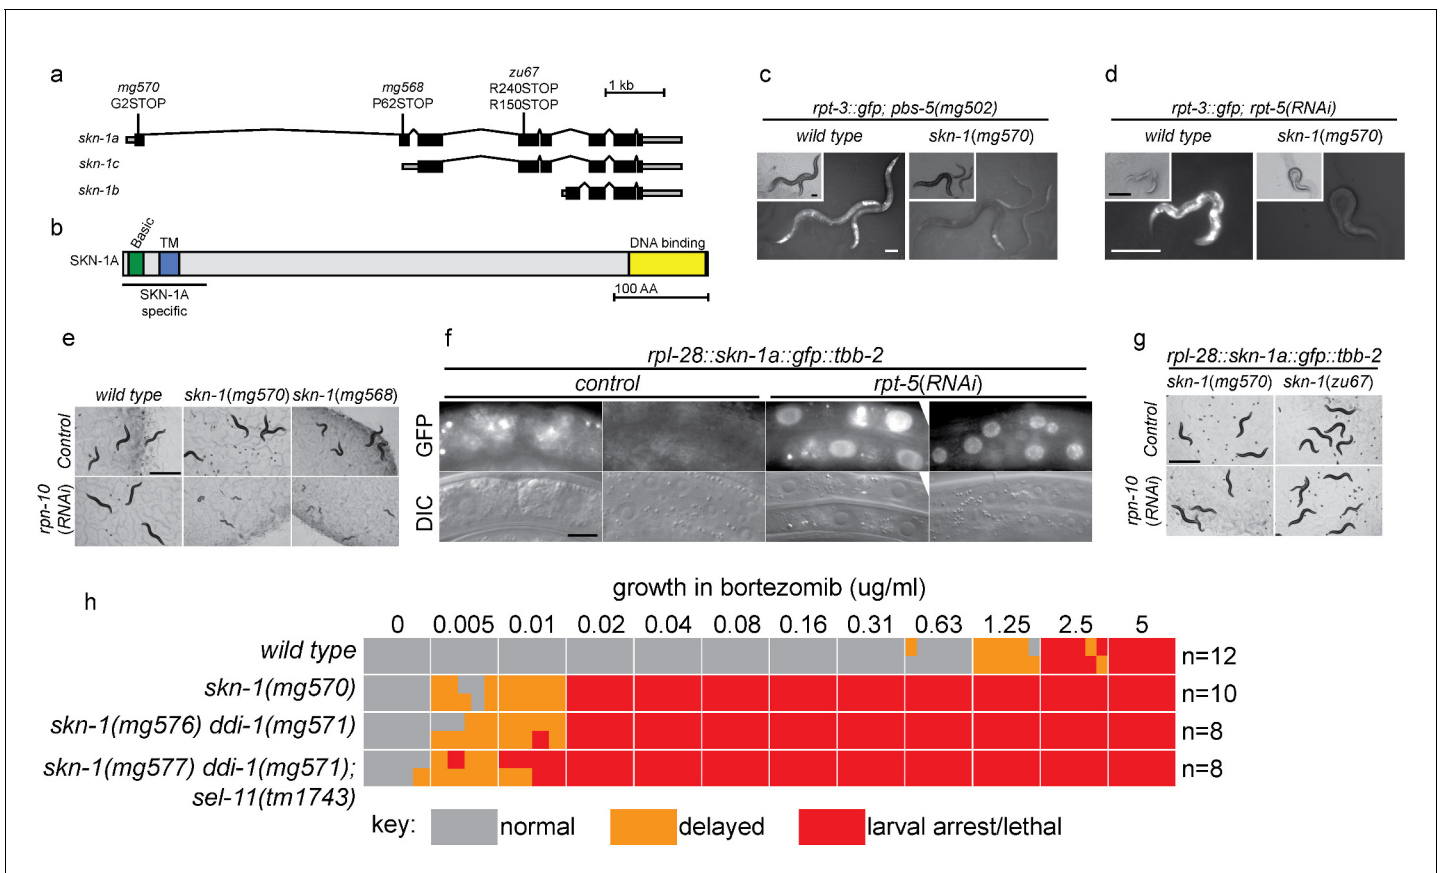 a
mg570
G2STOP
mg568
P62STOP
zu67
R240STOP
R150STOP
1 kb
skn-1a
skn-1c
skn-1b
b
Basic
TM
DNA binding
SKN-1A
SKN-1A
specific
100 AA
c
rpt-3::gfp; pbs-5(mg502)
wild type
skn-1(mg570)
d
rpt-3::gfp; rpt-5(RNAi)
wild type
skn-1(mg570)
e
wild type
skn-1(mg570)
skn-1(mg568)
Control
rpn-10
(RNAi)
f
rpl-28::skn-1a::gfp::tbb-2
control
rpt-5(RNAi)
GFP
DIC
g
rpl-28::skn-1a::gfp::tbb-2
skn-1(mg570)
skn-1(zu67)
Control
rpn-10
(RNAi)
h
growth in bortezomib (ug/ml)
0 0.005 0.01 0.02 0.04 0.08 0.16 0.31 0.63 1.25 2.5 5
wild type
n=12
skn-1(mg570)
n=10
skn-1(mg576) ddi-1(mg571)
n=8
skn-1(mg577) ddi-1(mg571);
sel-11(tm1743)
n=8
key:
normal
delayed
larval arrest/lethal